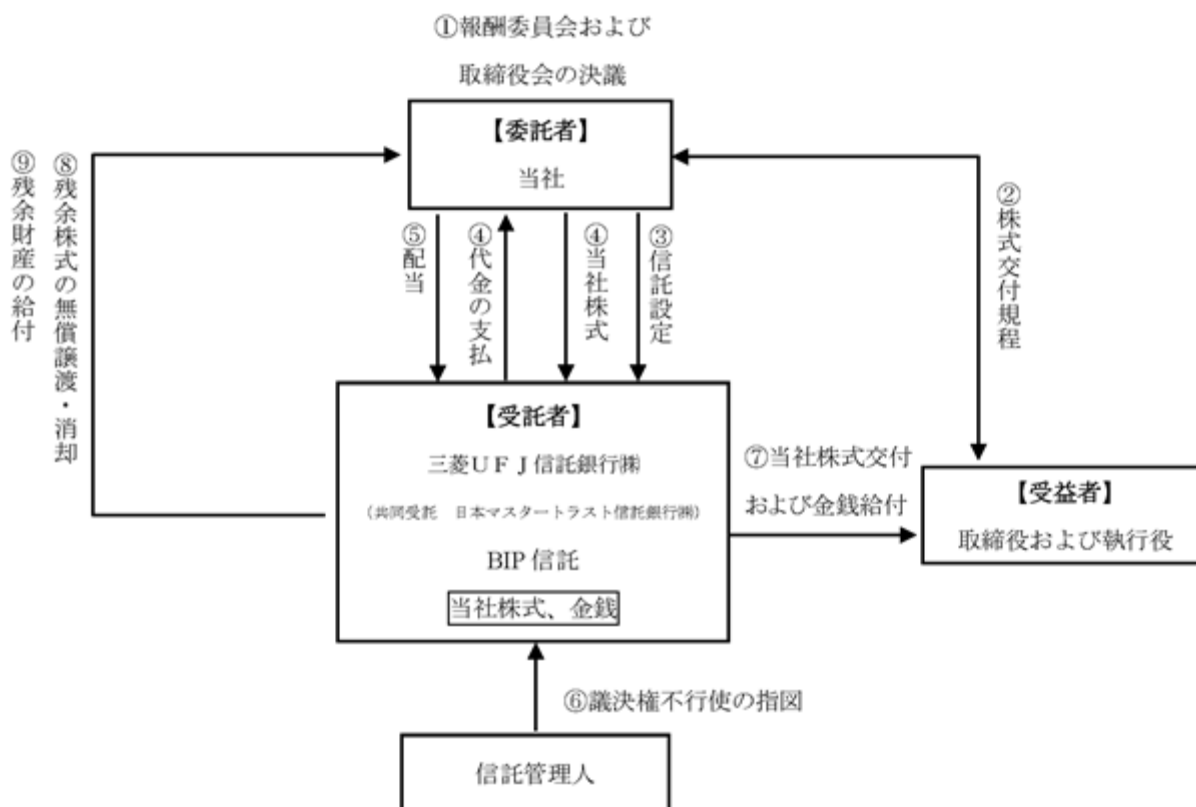 ①報酬委員会および
取締役会の決議
【委託者】
当社
⑨残余財産の給付
⑧残余株式の無償譲渡・消却
⑤配当
④代金の支払
④当社株式
③信託設定
②株式交付規程
【受託者】
三菱UFJ信託銀行㈱
(共同受託 日本マスタートラスト信託銀行㈱)
BIP信託
当社株式、金銭
⑦当社株式交付
および金銭給付
【受益者】
取締役および執行役
⑥議決権不行使の指図
信託管理人